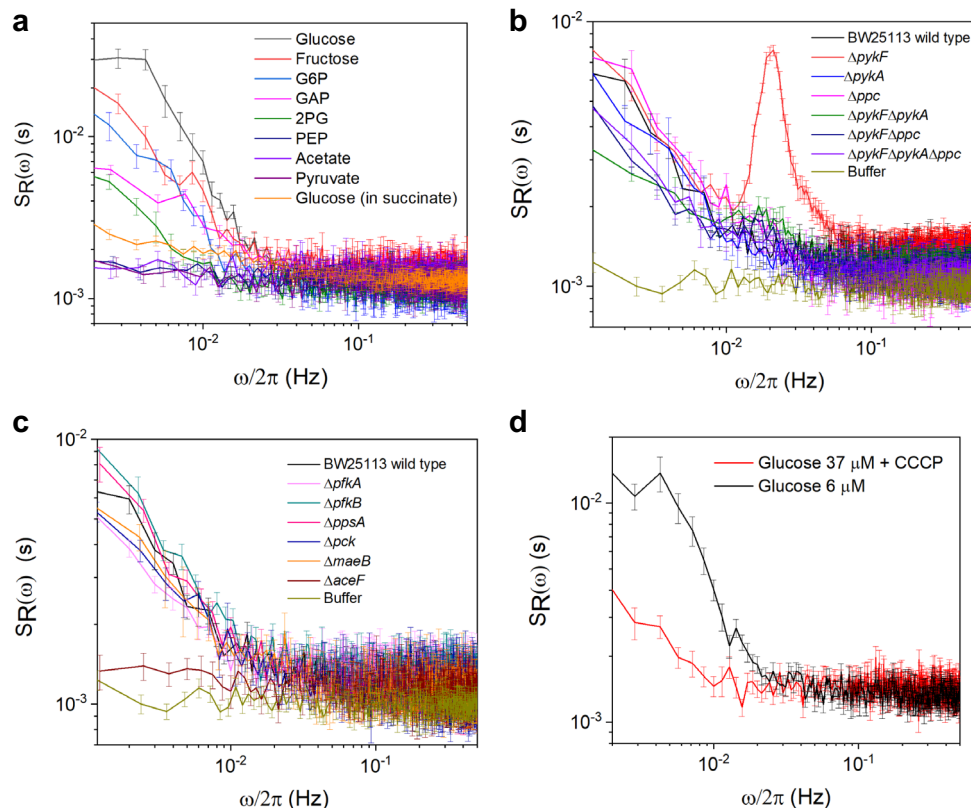 a
10⁻²
10⁻³
S_R(ω) (s)
Glucose
Fructose
G6P
GAP
2PG
PEP
Acetate
Pyruvate
Glucose (in succinate)
10⁻²
10⁻¹
ω/2π (Hz)
b
10⁻²
10⁻³
S_R(ω) (s)
BW25113 wild type
ΔpykF
ΔpykA
Δppc
ΔpykFΔpykA
ΔpykFΔppc
ΔpykFΔpykAΔppc
Buffer
10⁻²
10⁻¹
ω/2π (Hz)
c
10⁻²
10⁻³
S_R(ω) (s)
BW25113 wild type
ΔpfkA
ΔpfkB
ΔppsA
Δpck
ΔmaeB
ΔaceF
Buffer
10⁻²
10⁻¹
ω/2π (Hz)
d
10⁻²
10⁻³
S_R(ω) (s)
Glucose 37 μM + CCCP
Glucose 6 μM
10⁻²
10⁻¹
ω/2π (Hz)